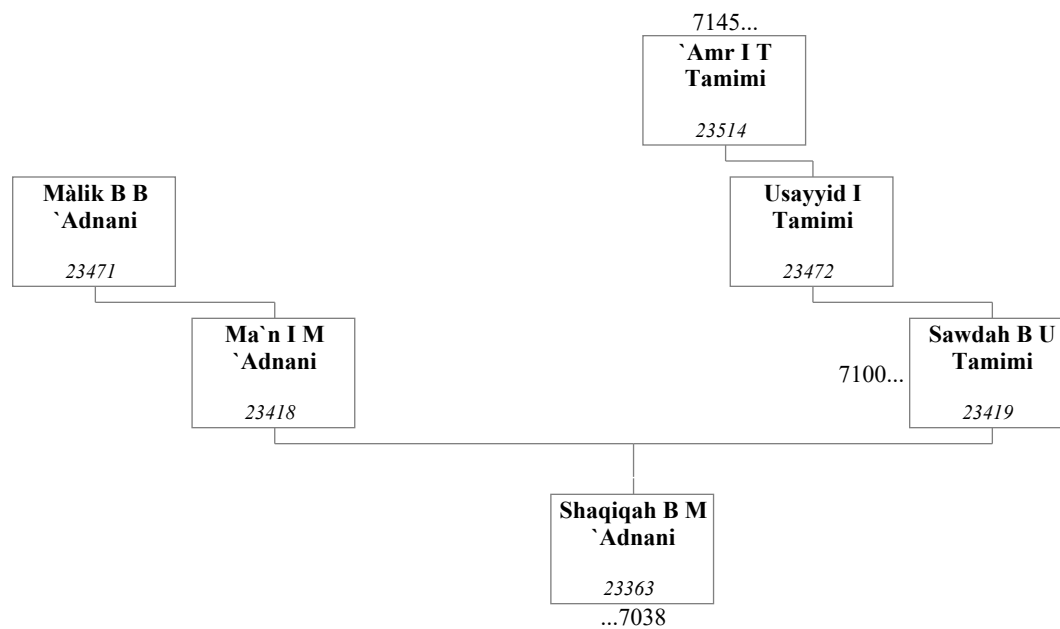 7145...
`Amr I T
Tamimi
23514
Màlik B B
`Adnani
23471
Usayyid I
Tamimi
23472
Ma`n I M
`Adnani
23418
7100...
Sawdah B U
Tamimi
23419
Shaqiqah B M
`Adnani
23363
...7038